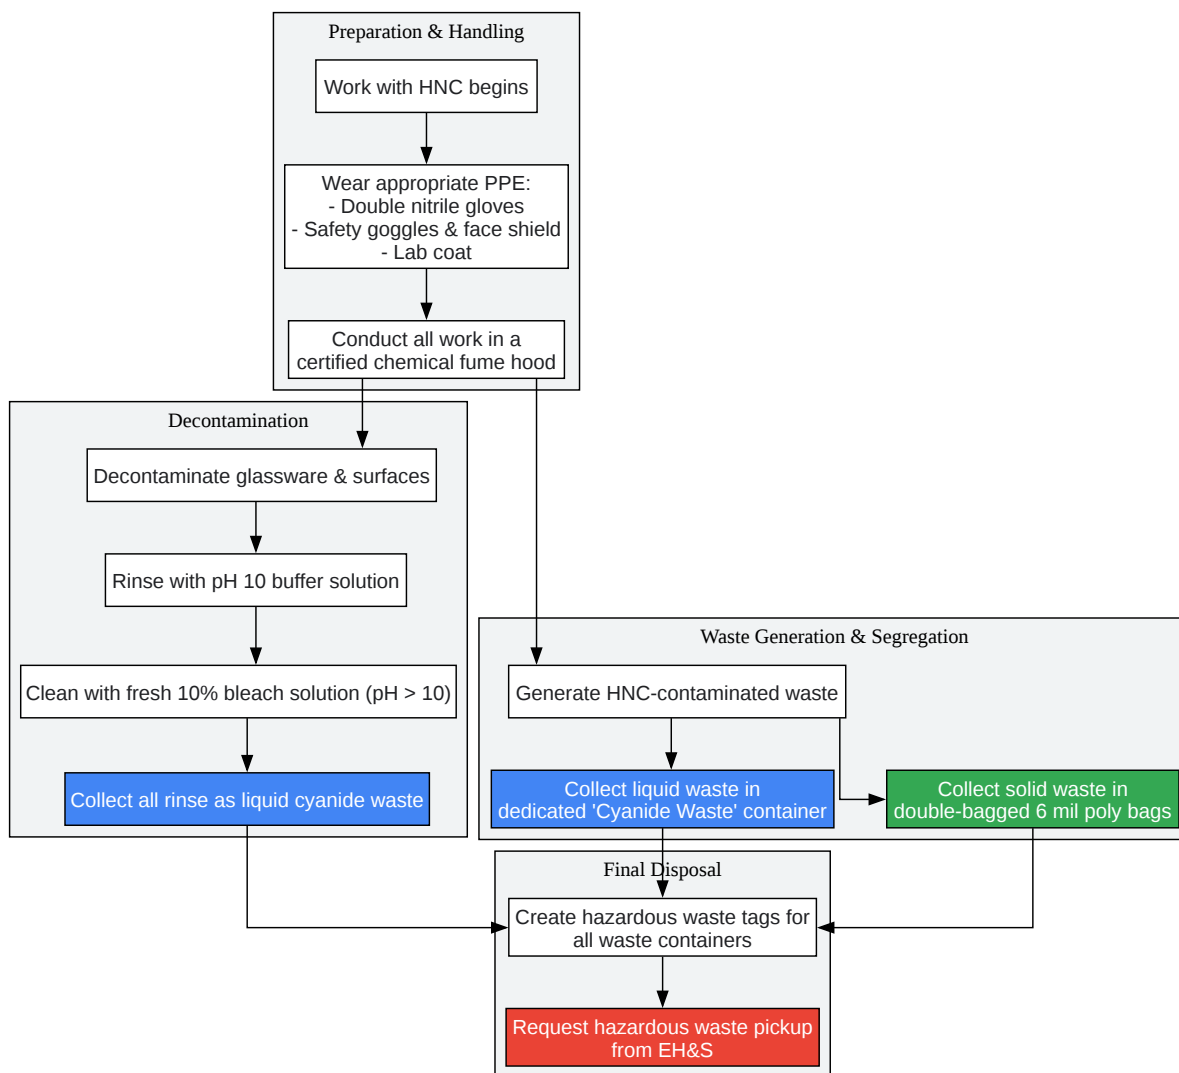 Preparation & Handling
Work with HNC begins
Wear appropriate PPE:
- Double nitrile gloves
- Safety goggles & face shield
- Lab coat
Conduct all work in a
certified chemical fume hood
Decontamination
Decontaminate glassware & surfaces
Rinse with pH 10 buffer solution
Clean with fresh 10% bleach solution (pH > 10)
Collect all rinse as liquid cyanide waste
Waste Generation & Segregation
Generate HNC-contaminated waste
Collect liquid waste in
dedicated 'Cyanide Waste' container
Collect solid waste in
double-bagged 6 mil poly bags
Final Disposal
Create hazardous waste tags for
all waste containers
Request hazardous waste pickup
from EH&S